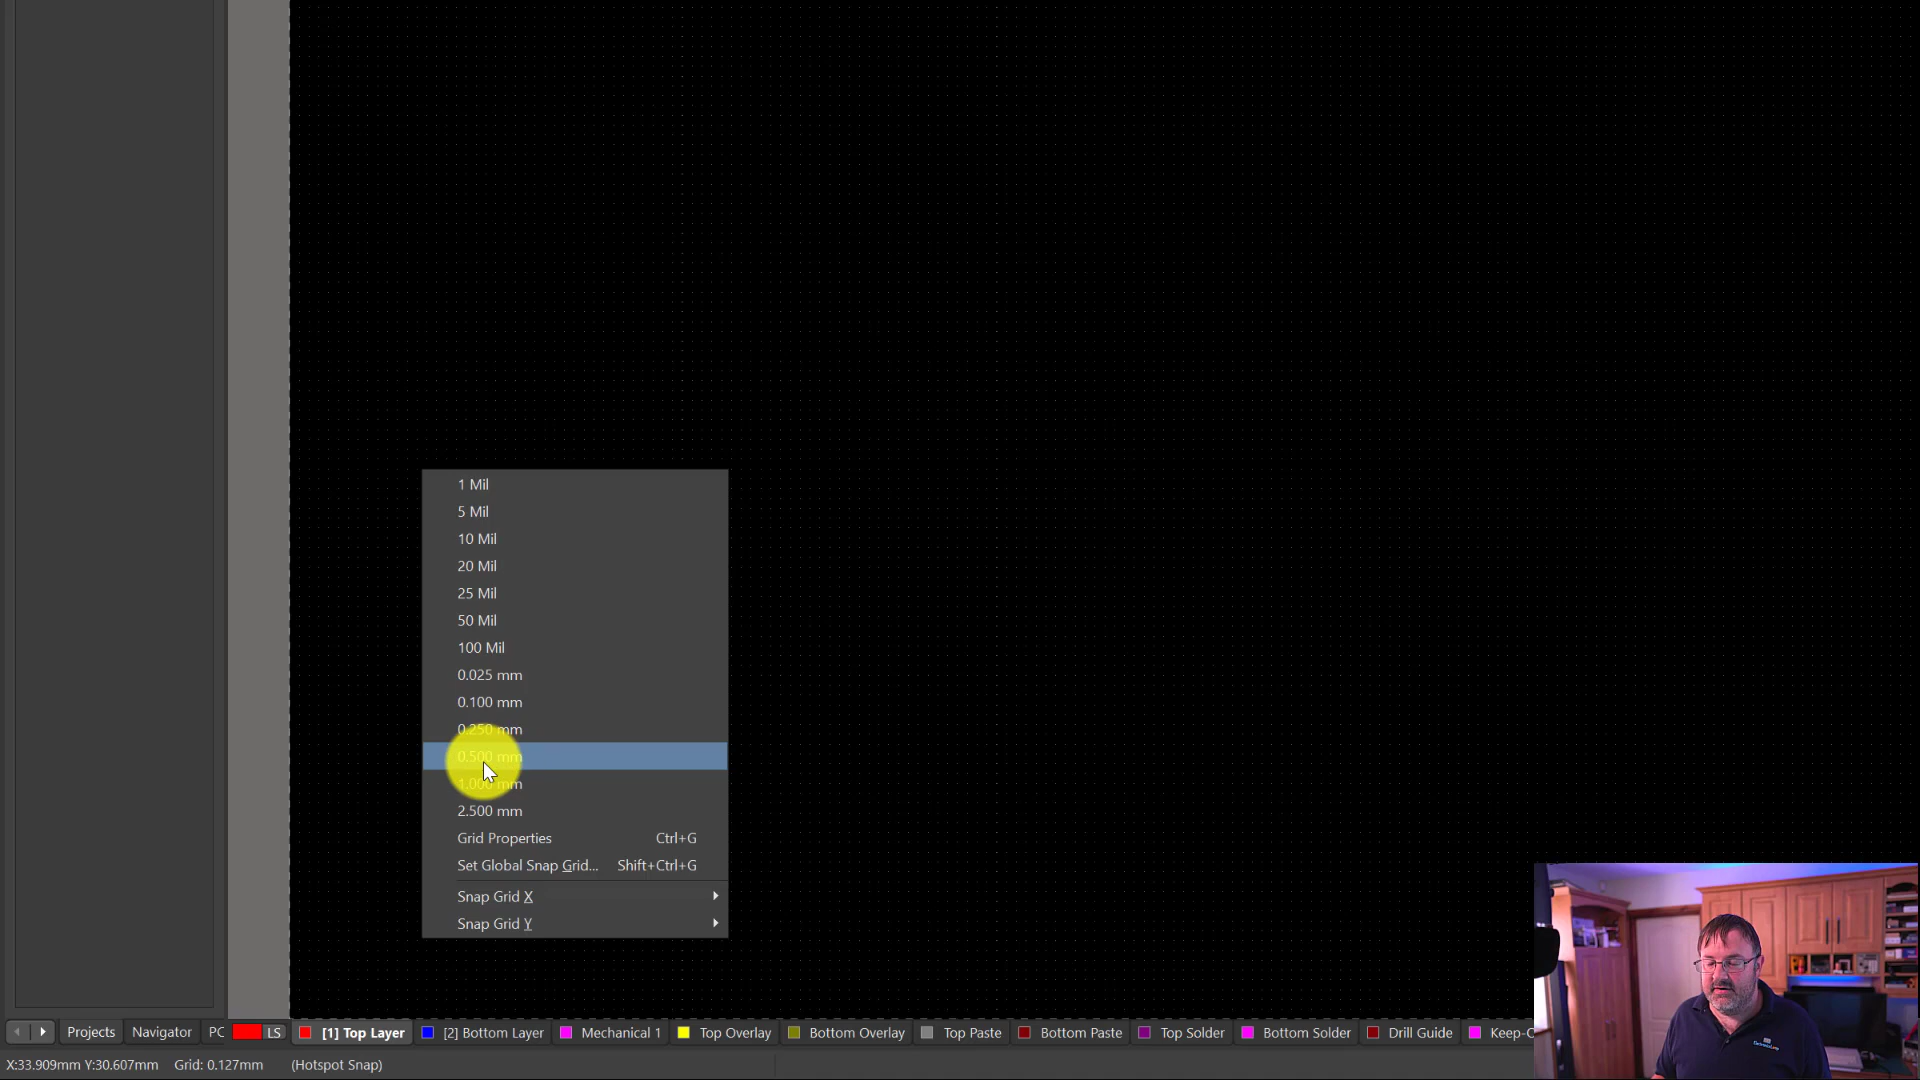 1 Mil
5 Mil
10 Mil
20 Mil
25 Mil
50 Mil
100 Mil
0.025 mm
0.100 mm
0.250 mm
0.500 mm
1.000 mm
2.500 mm
Grid Properties Ctrl+G
Set Global Snap Grid... Shift+Ctrl+G
Snap Grid X
Snap Grid Y
Projects Navigator PC LS [1] Top Layer [2] Bottom Layer Mechanical 1 Top Overlay Bottom Overlay Top Paste Bottom Paste Top Solder Bottom Solder Drill Guide Keep-O
X:33.909mm Y:30.607mm Grid: 0.127mm (Hotspot Snap)